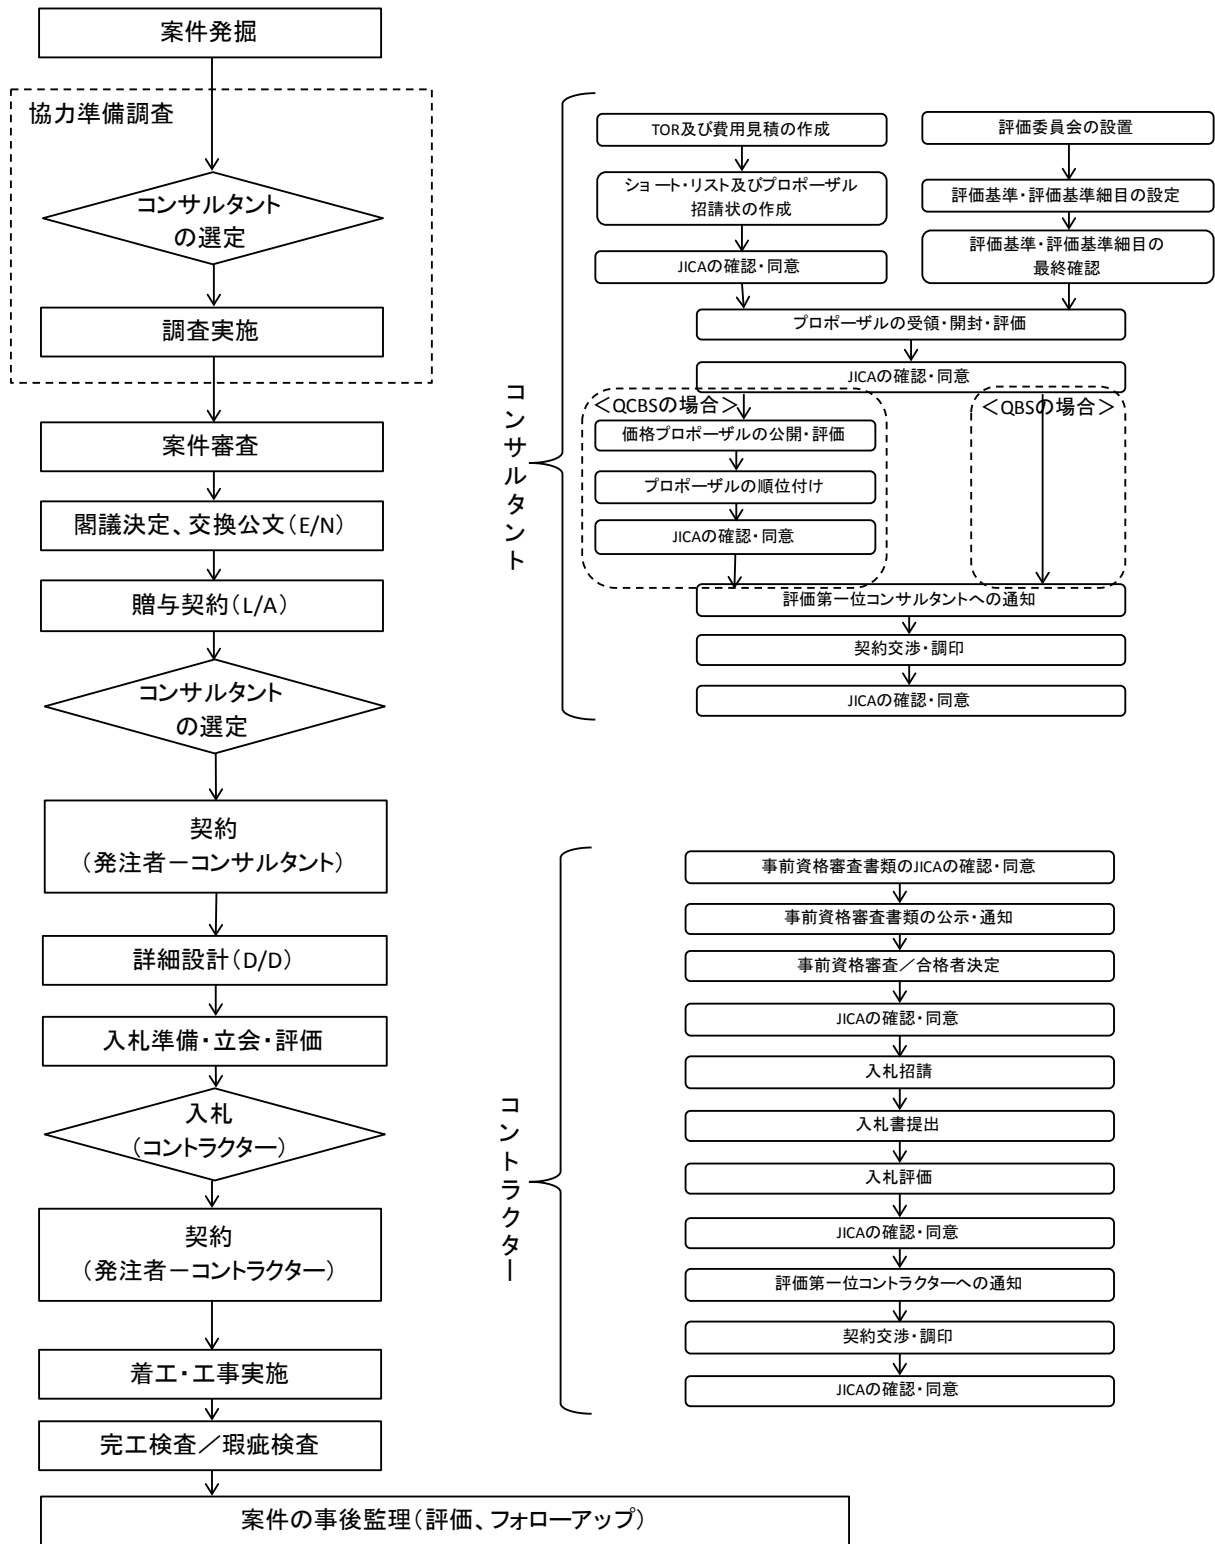 案件発掘
協力準備調査
コンサルタント
の選定
調査実施
案件審査
閣議決定、交換公文(E/N)
贈与契約(L/A)
コンサルタント
の選定
契約
(発注者－コンサルタント)
詳細設計(D/D)
入札準備・立会・評価
入札
(コントラクター)
契約
(発注者－コントラクター)
着工・工事実施
完工検査／瑕疵検査
案件の事後監理(評価、フォローアップ)
コンサルタント
TOR及び費用見積の作成
ショート・リスト及びプロポーザル
招請状の作成
JICAの確認・同意
評価委員会の設置
評価基準・評価基準細目の設定
評価基準・評価基準細目の
最終確認
プロポーザルの受領・開封・評価
JICAの確認・同意
＜QCBSの場合＞
価格プロポーザルの公開・評価
プロポーザルの順位付け
JICAの確認・同意
＜QBSの場合＞
評価第一位コンサルタントへの通知
契約交渉・調印
JICAの確認・同意
コントラクター
事前資格審査書類のJICAの確認・同意
事前資格審査書類の公示・通知
事前資格審査／合格者決定
JICAの確認・同意
入札招請
入札書提出
入札評価
JICAの確認・同意
評価第一位コントラクターへの通知
契約交渉・調印
JICAの確認・同意